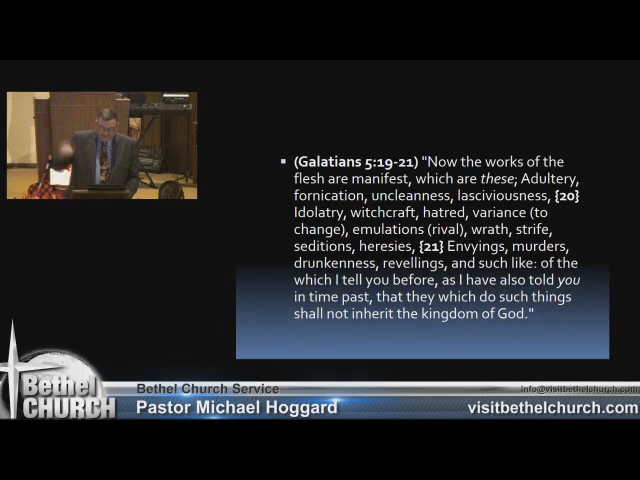 (Galatians 5:19-21) "Now the works of the
flesh are manifest, which are these; Adultery,
fornication, uncleanness, lasciviousness, {20}
Idolatry, witchcraft, hatred, variance (to
change), emulations (rival), wrath, strife,
seditions, heresies, {21} Envyings, murders,
drunkenness, revellings, and such like: of the
which I tell you before, as I have also told you
in time past, that they which do such things
shall not inherit the kingdom of God."
Bethel
CHURCH
Bethel Church Service
info@visitbethelchurch.com
Pastor Michael Hoggard
visitbethelchurch.com